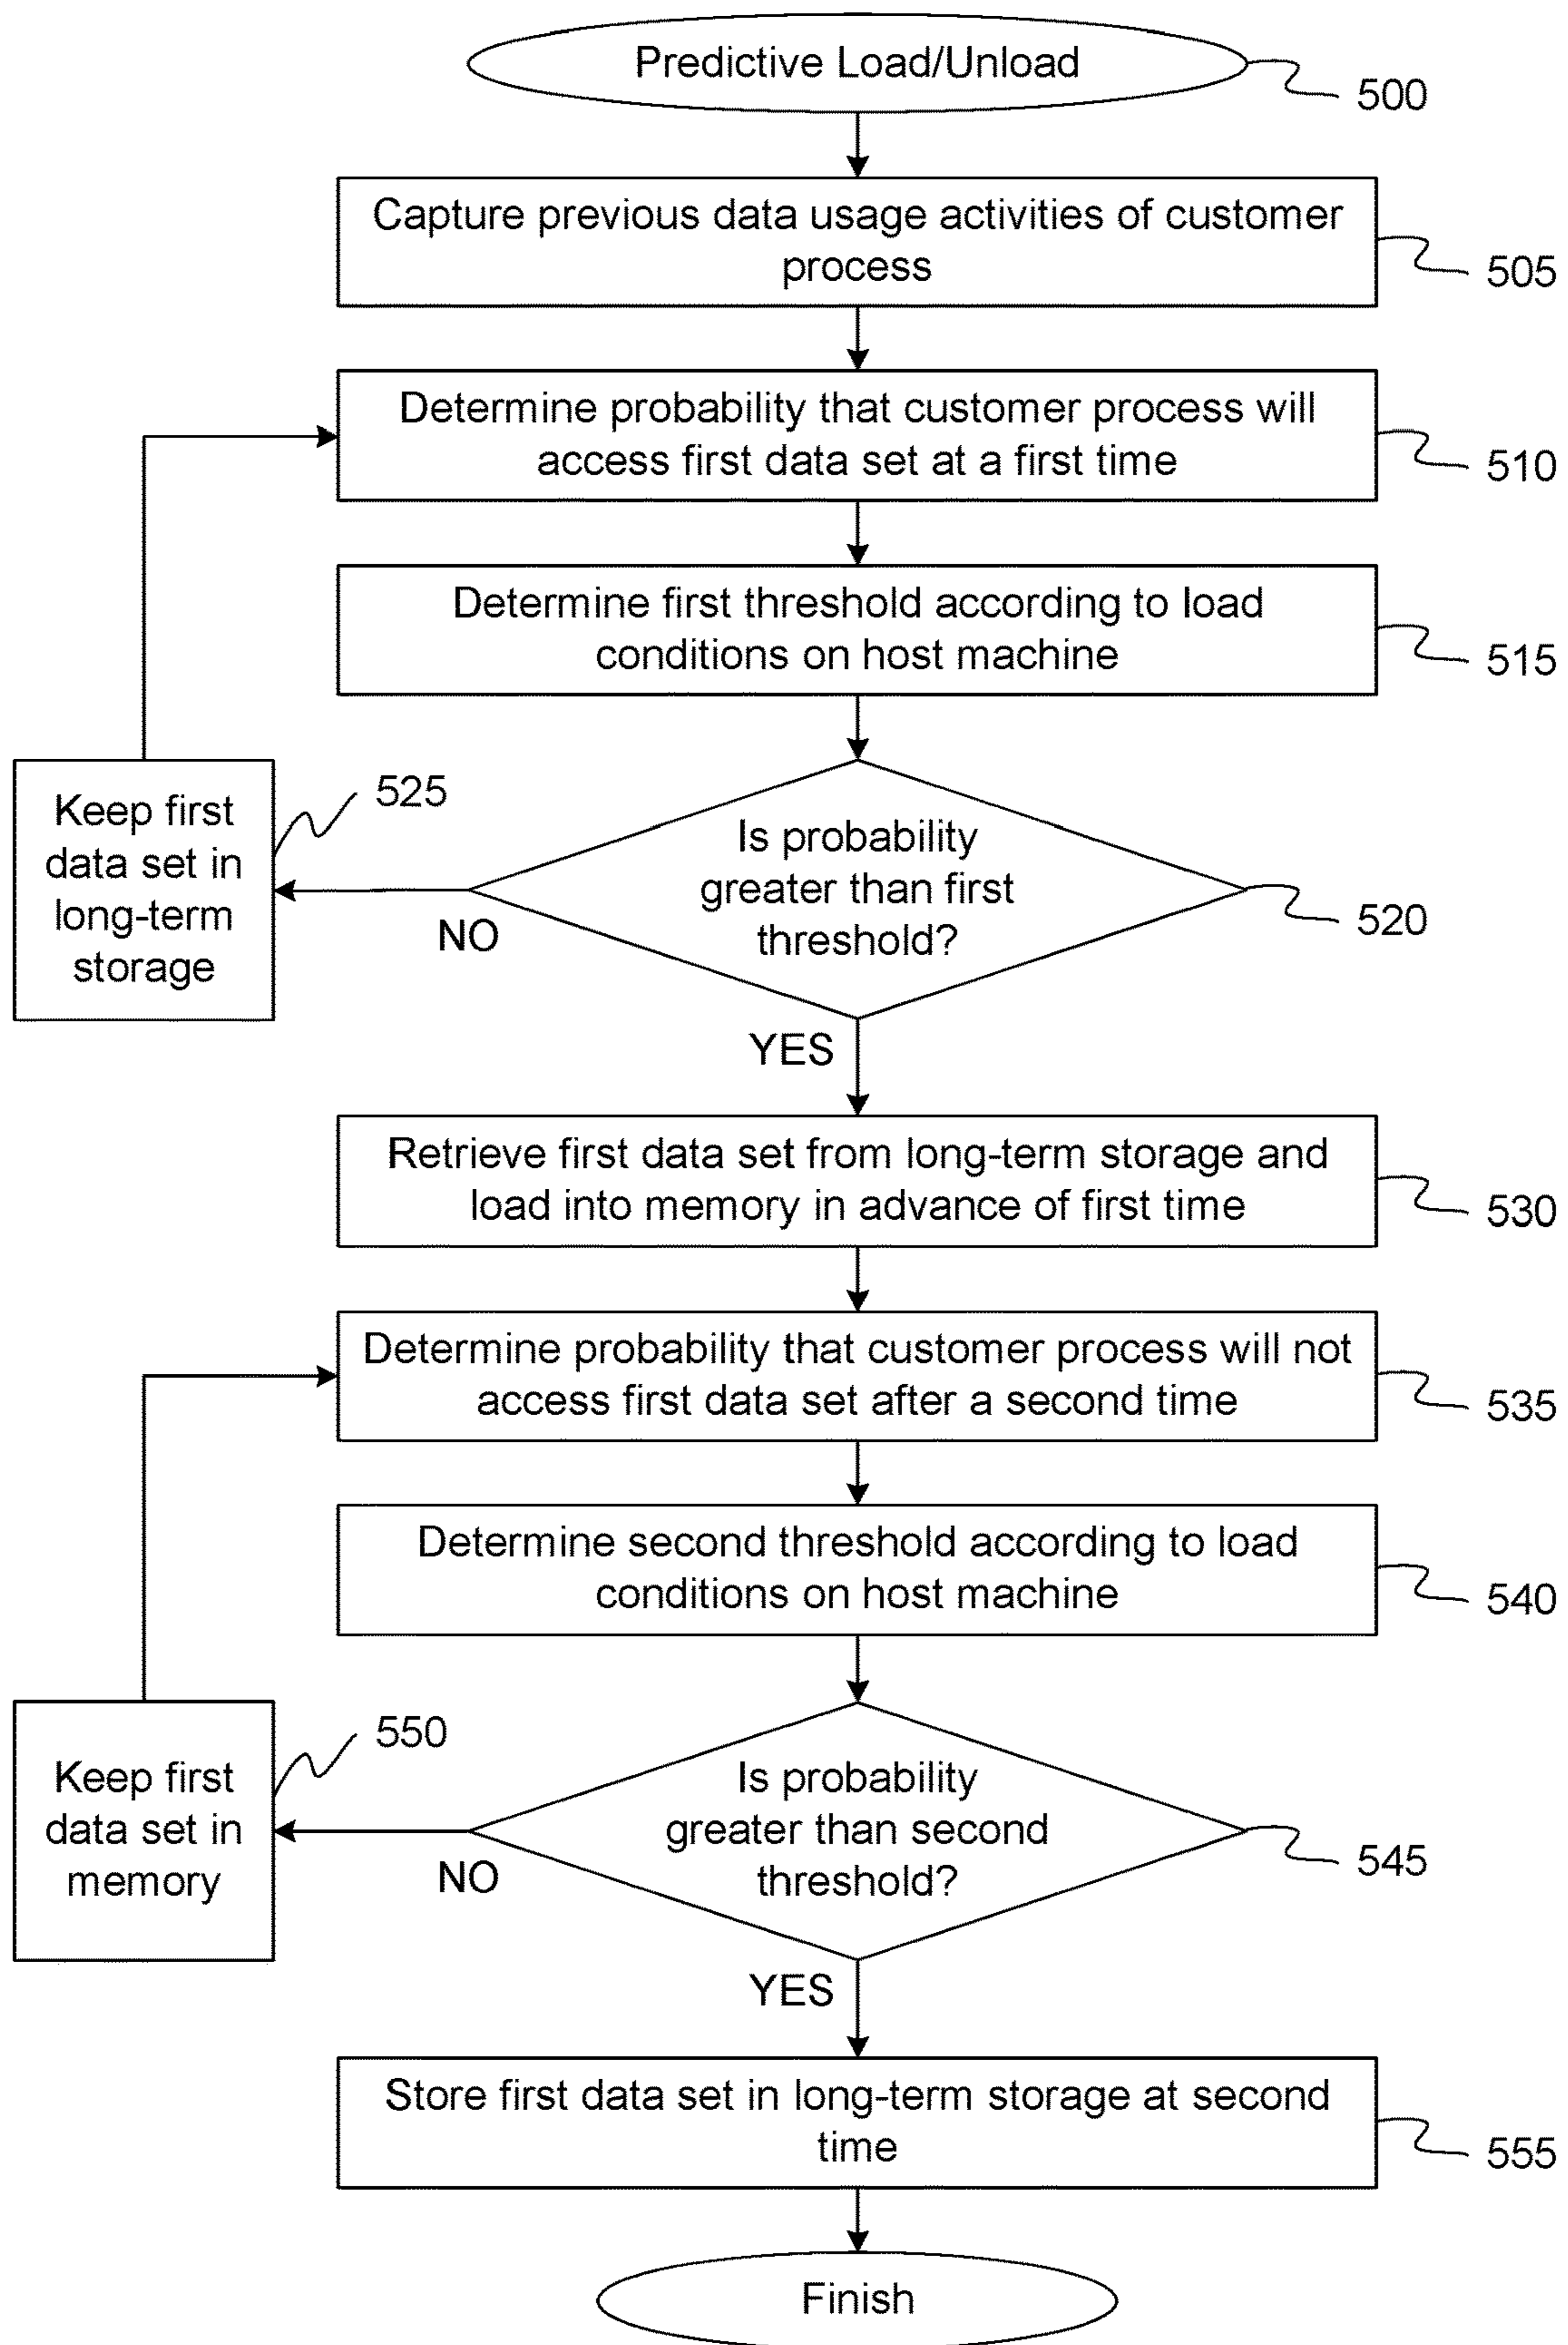 Predictive Load/Unload
500
Capture previous data usage activities of customer
process
505
Determine probability that customer process will
access first data set at a first time
510
Determine first threshold according to load
conditions on host machine
515
Keep first
data set in
long-term
storage
525
Is probability
greater than first
threshold?
520
NO
YES
Retrieve first data set from long-term storage and
load into memory in advance of first time
530
Determine probability that customer process will not
access first data set after a second time
535
Determine second threshold according to load
conditions on host machine
540
Keep first
data set in
memory
550
Is probability
greater than second
threshold?
545
NO
YES
Store first data set in long-term storage at second
time
555
Finish